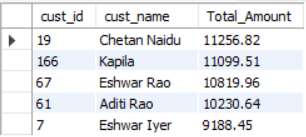 cust_id cust_name Total_Amount
19 Chetan Naidu 11256.82
166 Kapila 11099.51
67 Eshwar Rao 10819.96
61 Aditi Rao 10230.64
7 Eshwar Iyer 9188.45